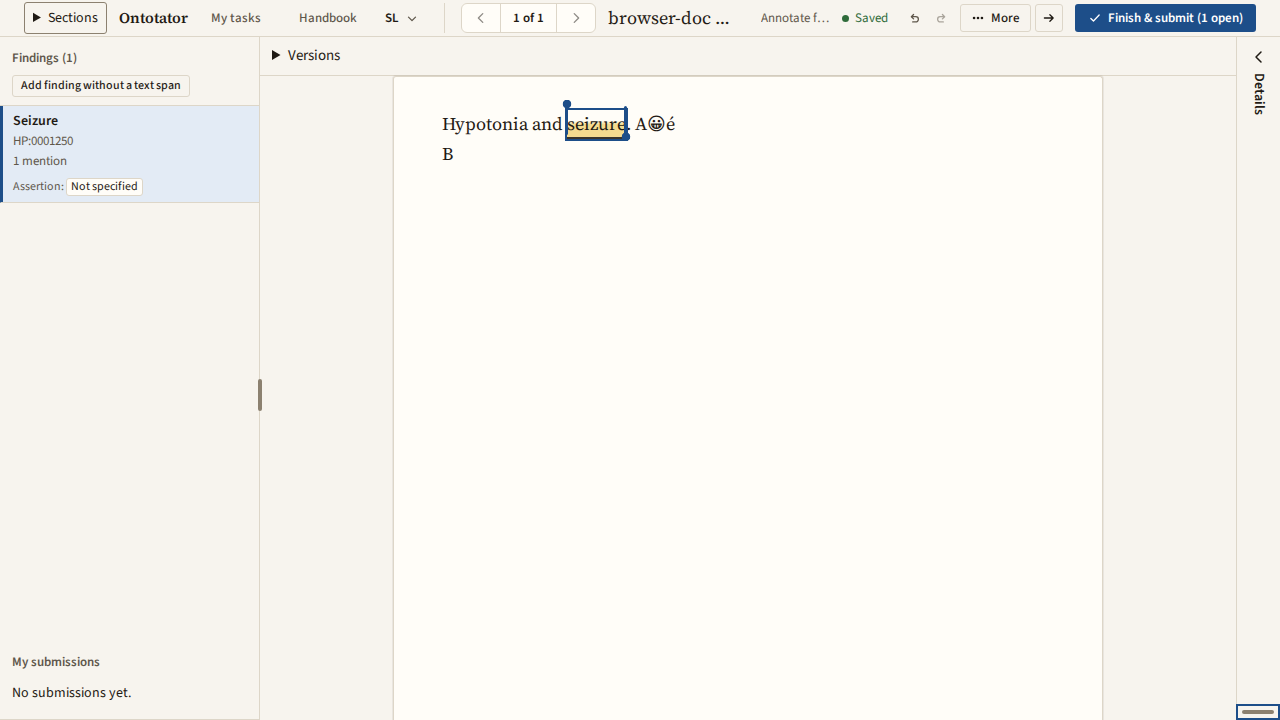 Sections
Ontotator
My tasks
Handbook
SL
1 of 1
browser-doc ...
Annotate f...
Saved
More
Finish & submit (1 open)
Findings (1)
Add finding without a text span
Seizure
HP:0001250
1 mention
Assertion: Not specified
My submissions
No submissions yet.
Versions
Hypotonia and seizure. A😀é
B
Details